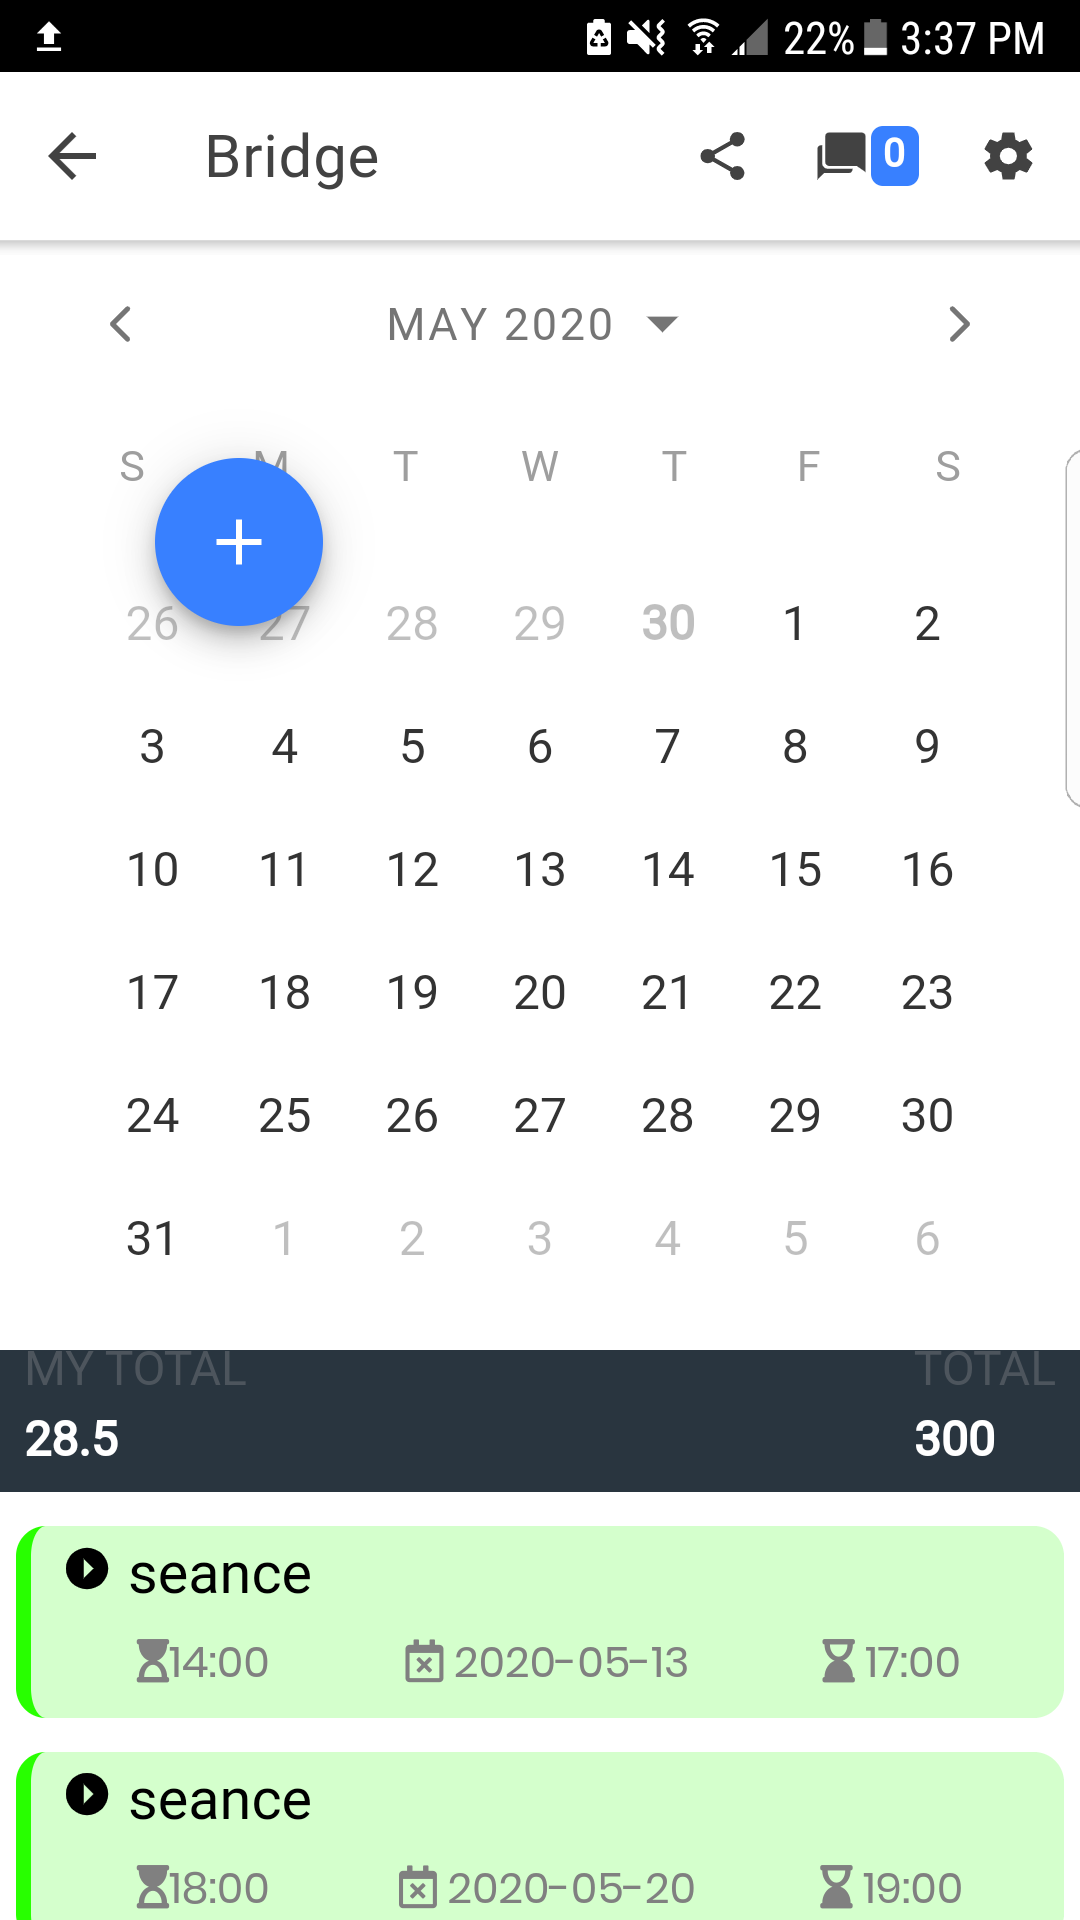 22% 3:37 PM
Bridge 0
MAY 2020
S M T W T F S
26 27 28 29 30 1 2
3 4 5 6 7 8 9
10 11 12 13 14 15 16
17 18 19 20 21 22 23
24 25 26 27 28 29 30
31 1 2 3 4 5 6
MY TOTAL TOTAL
28.5 300
seance
14:00 2020-05-13 17:00
seance
18:00 2020-05-20 19:00